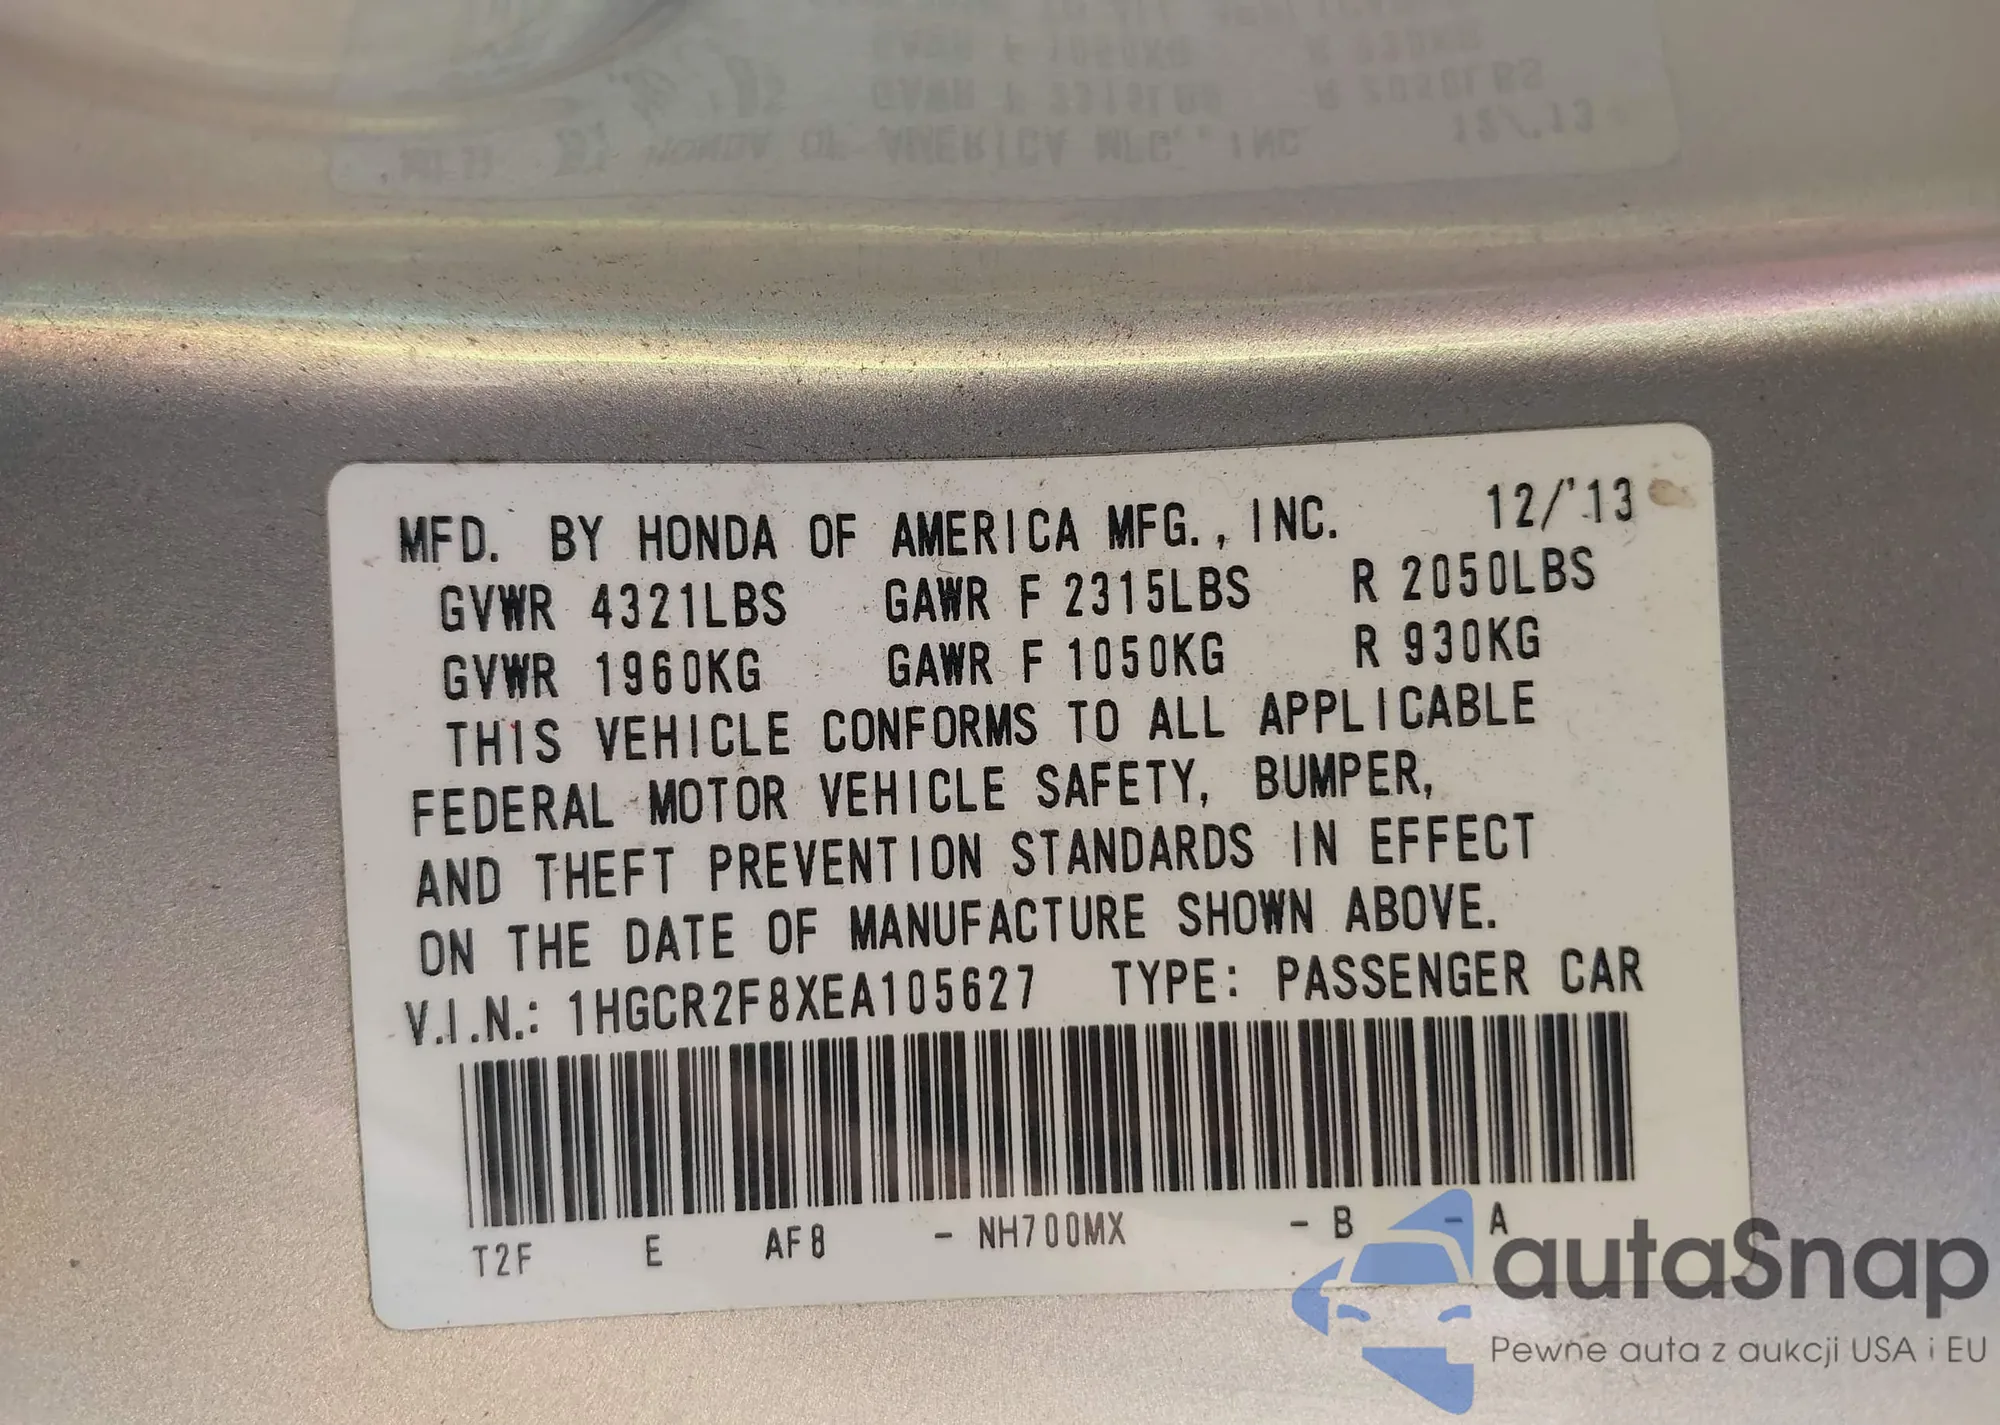 MFD. BY HONDA OF AMERICA MFG., INC. 12/'13
GVWR 4321LBS GAWR F 2315LBS R 2050LBS
GVWR 1960KG GAWR F 1050KG R 930KG
THIS VEHICLE CONFORMS TO ALL APPLICABLE
FEDERAL MOTOR VEHICLE SAFETY, BUMPER,
AND THEFT PREVENTION STANDARDS IN EFFECT
ON THE DATE OF MANUFACTURE SHOWN ABOVE.
V.I.N.: 1HGCR2F8XEA105627 TYPE: PASSENGER CAR
T2F E AF8 - NH700MX - B - A
autaSnap
Pewne auta z aukcji USA i EU